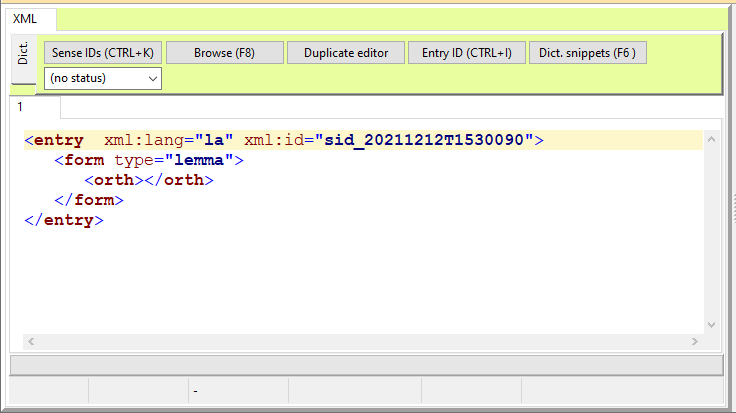 XML
Dict.
Sense IDs (CTRL+K) Browse (F8) Duplicate editor Entry ID (CTRL+I) Dict. snippets (F6 )
(no status)
1
<entry  xml:lang="la" xml:id="sid_20211212T1530090">
   <form type="lemma">
      <orth></orth>
   </form>
</entry>
-